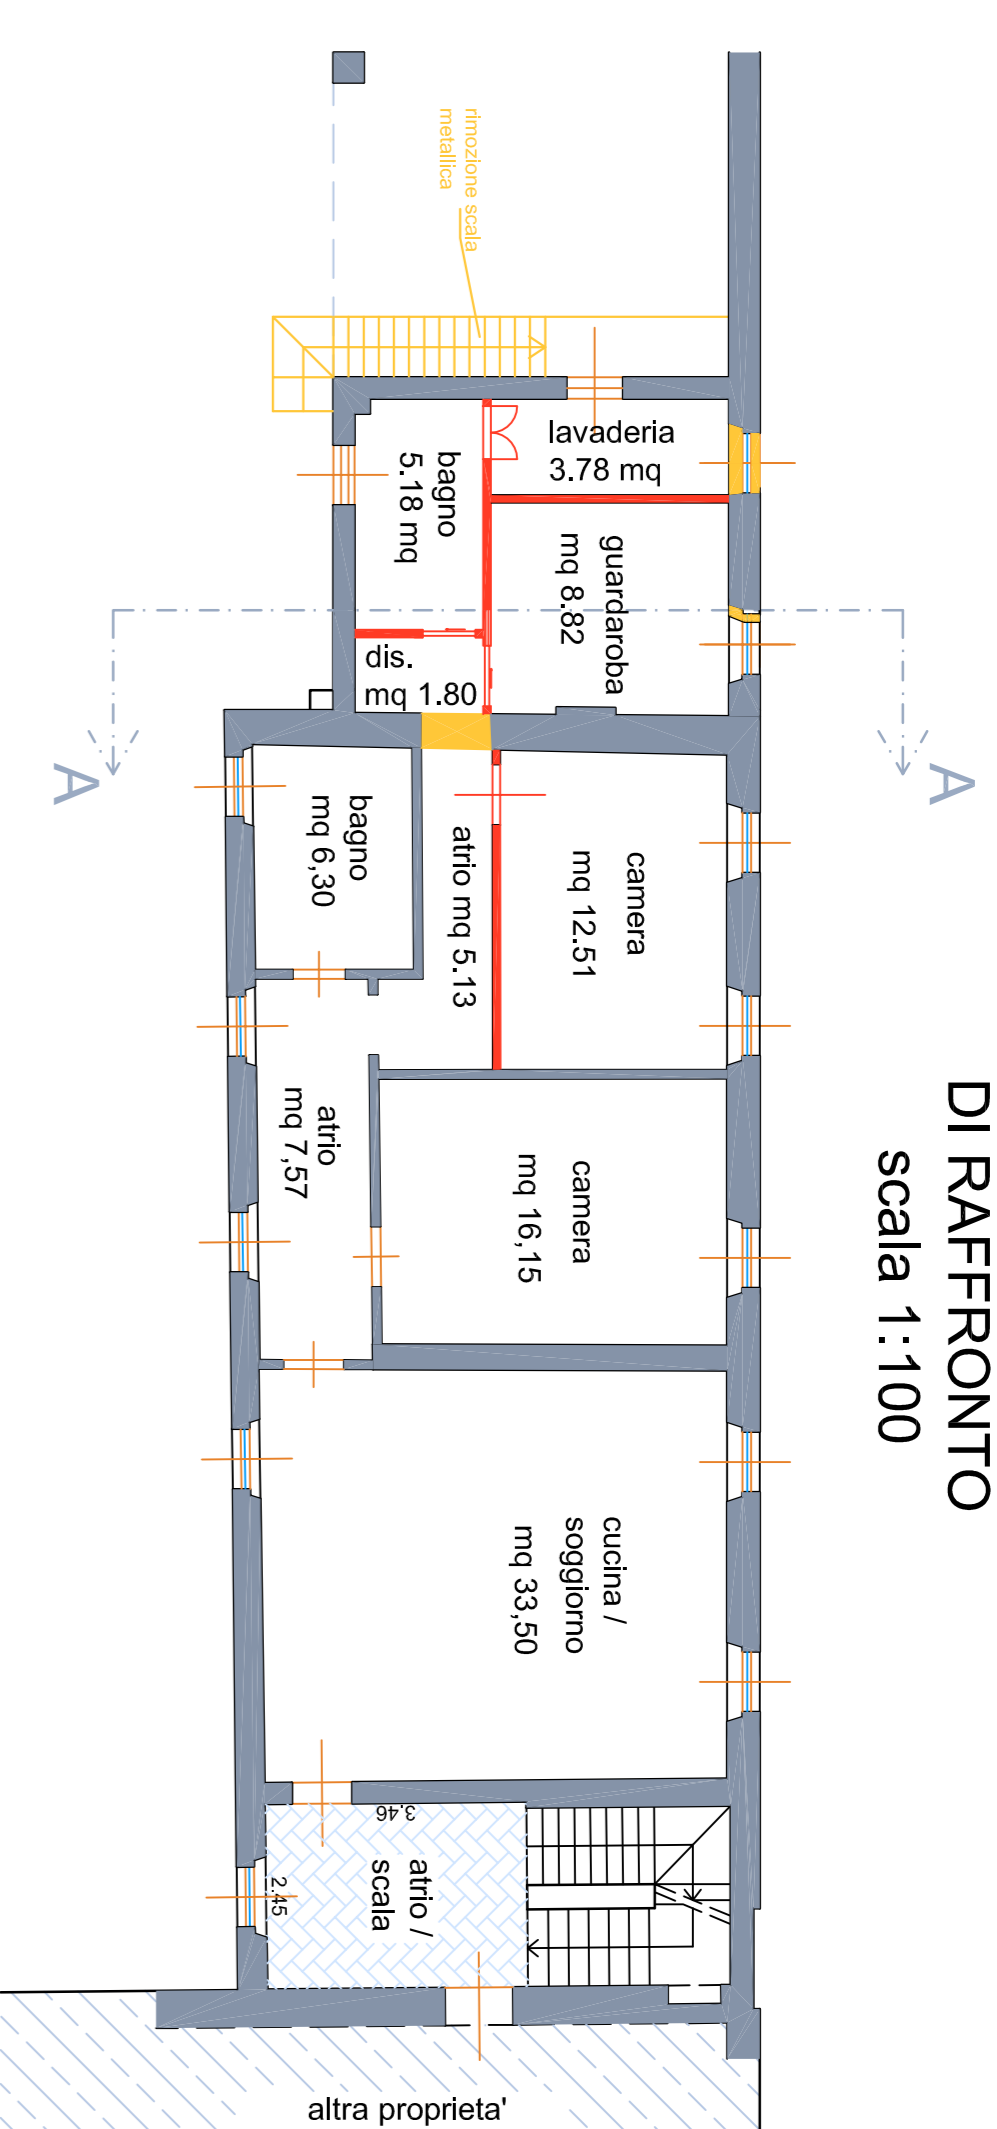 rimozione scala
metallica
lavaderia
3.78 mq
bagno
5.18 mq
guardaroba
mq 8.82
dis.
mq 1.80
A
A
bagno
mq 6,30
atrio mq 5.13
camera
mq 12.51
DI RAFFRONTO
scala 1:100
atrio
mq 7,57
camera
mq 16,15
cucina /
soggiorno
mq 33,50
3.46
atrio /
scala
2.45
altra proprieta'